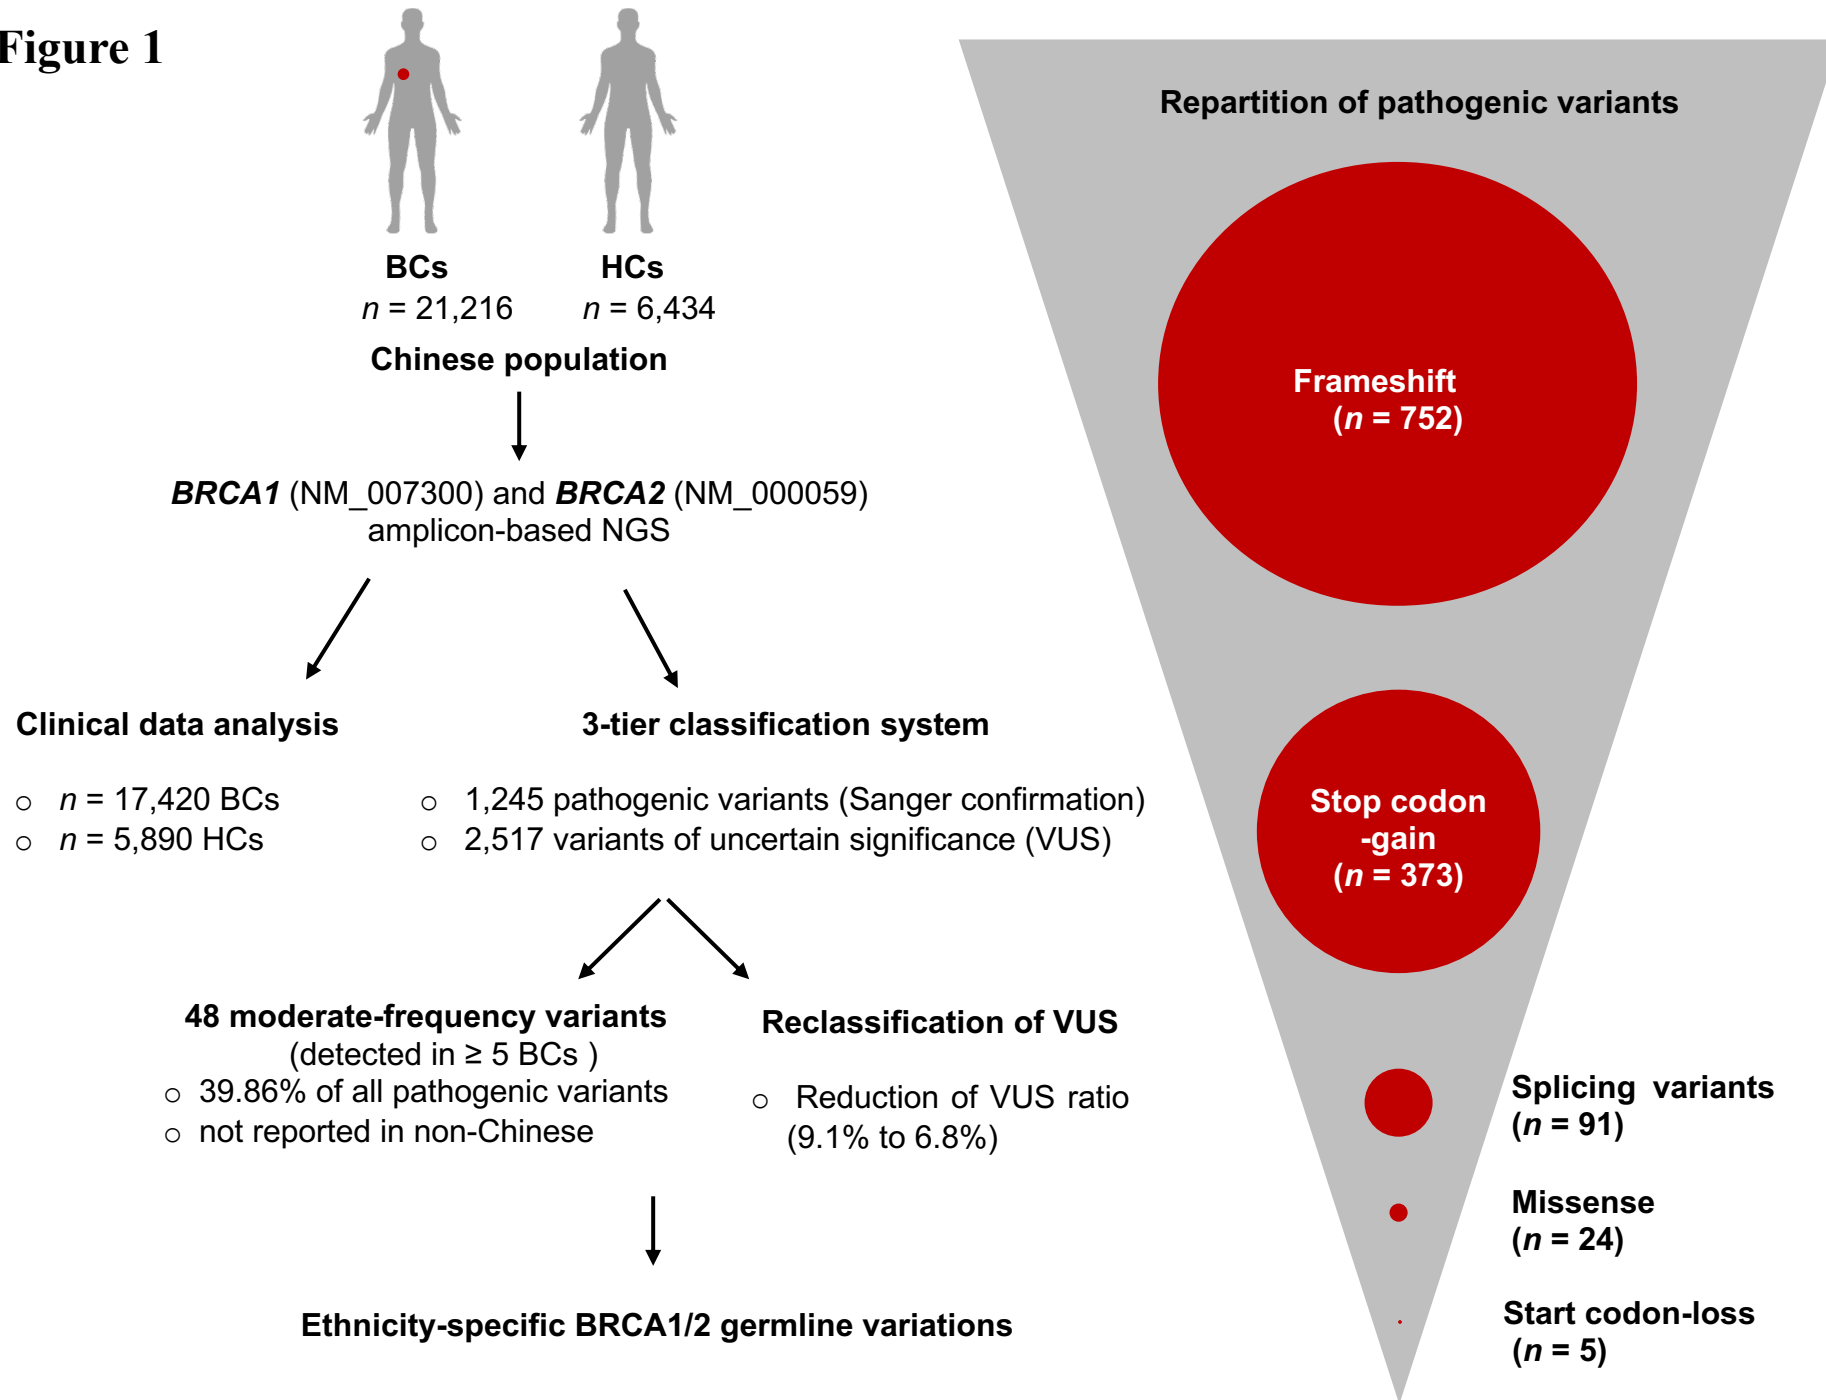 Figure 1
BCs
n = 21,216
HCs
n = 6,434
Chinese population
BRCA1 (NM_007300) and BRCA2 (NM_000059)
amplicon-based NGS
Clinical data analysis
○ n = 17,420 BCs
○ n = 5,890 HCs
3-tier classification system
○ 1,245 pathogenic variants (Sanger confirmation)
○ 2,517 variants of uncertain significance (VUS)
48 moderate-frequency variants
(detected in ≥ 5 BCs )
○ 39.86% of all pathogenic variants
○ not reported in non-Chinese
Reclassification of VUS
○ Reduction of VUS ratio
(9.1% to 6.8%)
Ethnicity-specific BRCA1/2 germline variations
Repartition of pathogenic variants
Frameshift
(n = 752)
Stop codon
-gain
(n = 373)
Splicing variants
(n = 91)
Missense
(n = 24)
Start codon-loss
(n = 5)